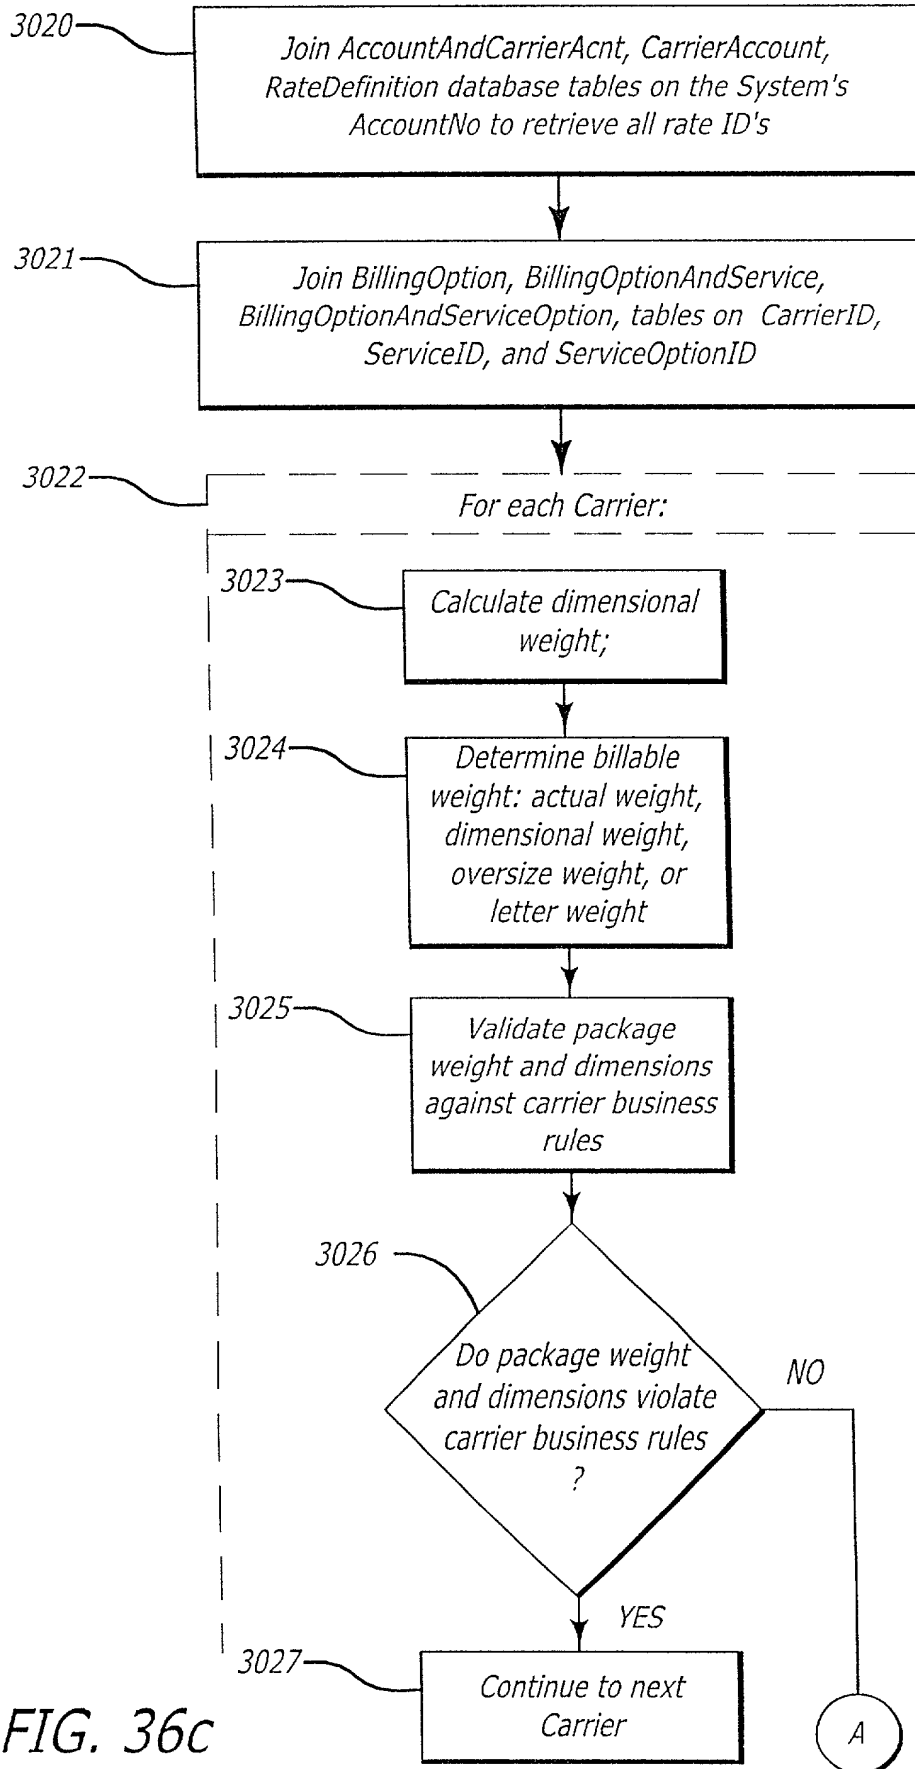 3020
Join AccountAndCarrierAcnt, CarrierAccount,
RateDefinition database tables on the System's
AccountNo to retrieve all rate ID's
3021
Join BillingOption, BillingOptionAndService,
BillingOptionAndServiceOption, tables on CarrierID,
ServiceID, and ServiceOptionID
3022
For each Carrier:
3023
Calculate dimensional
weight;
3024
Determine billable
weight: actual weight,
dimensional weight,
oversize weight, or
letter weight
3025
Validate package
weight and dimensions
against carrier business
rules
3026
Do package weight
and dimensions violate
carrier business rules
?
NO
YES
3027
Continue to next
Carrier
A
FIG. 36c